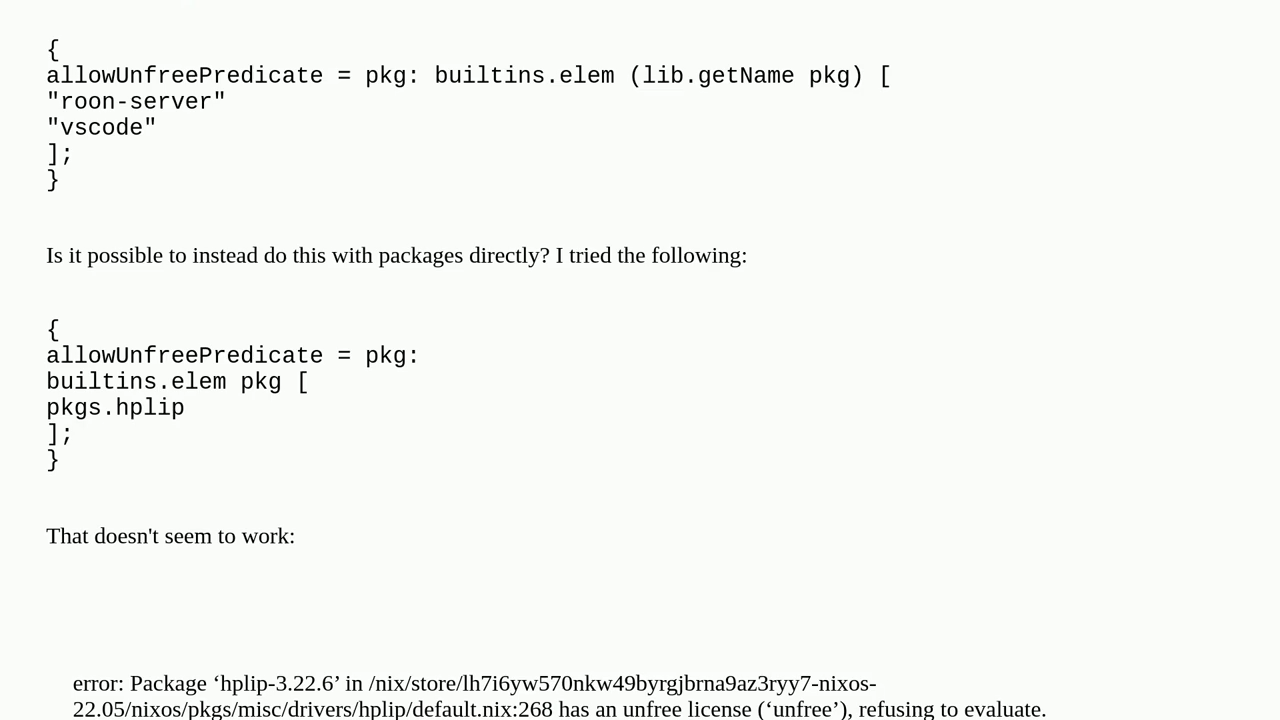 {
allowUnfreePredicate = pkg: builtins.elem (lib.getName pkg) [
"roon-server"
"vscode"
];
}
Is it possible to instead do this with packages directly? I tried the following:
{
allowUnfreePredicate = pkg:
builtins.elem pkg [
pkgs.hplip
];
}
That doesn't seem to work:
error: Package ‘hplip-3.22.6’ in /nix/store/lh7i6yw570nkw49byrgjbrna9az3ryy7-nixos-
22.05/nixos/pkgs/misc/drivers/hplip/default.nix:268 has an unfree license (‘unfree’), refusing to evaluate.